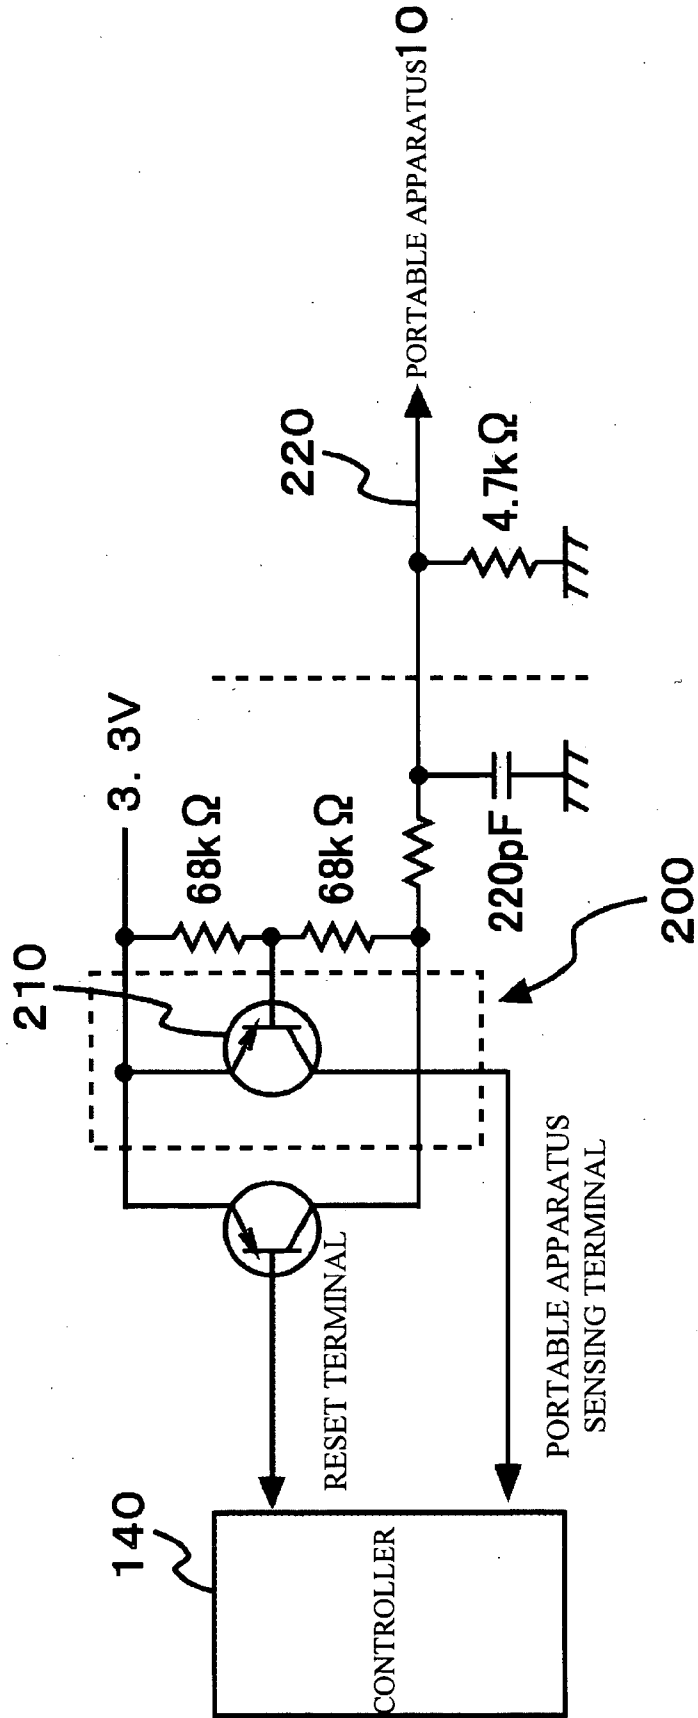 140
CONTROLLER
RESET TERMINAL
PORTABLE APPARATUS
SENSING TERMINAL
210
3. 3V
68kΩ
68kΩ
220pF
200
220
4.7kΩ
PORTABLE APPARATUS10